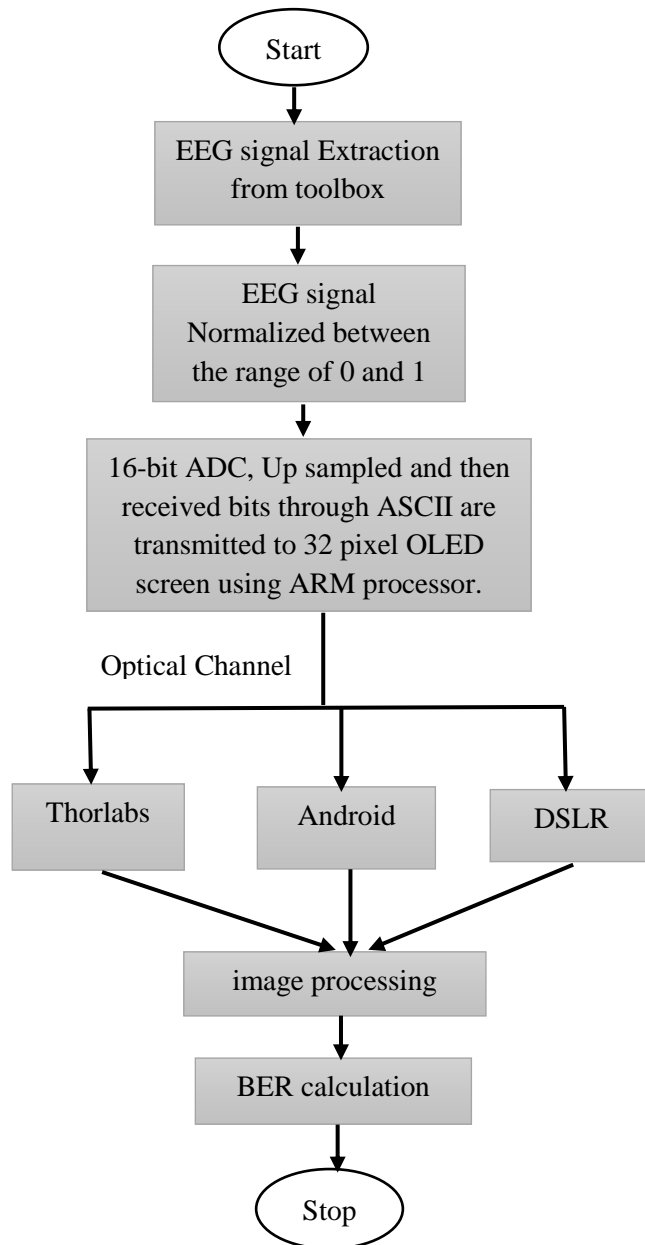 Start
EEG signal Extraction
from toolbox
EEG signal
Normalized between
the range of 0 and 1
16-bit ADC, Up sampled and then
received bits through ASCII are
transmitted to 32 pixel OLED
screen using ARM processor.
Optical Channel
Thorlabs
Android
DSLR
image processing
BER calculation
Stop